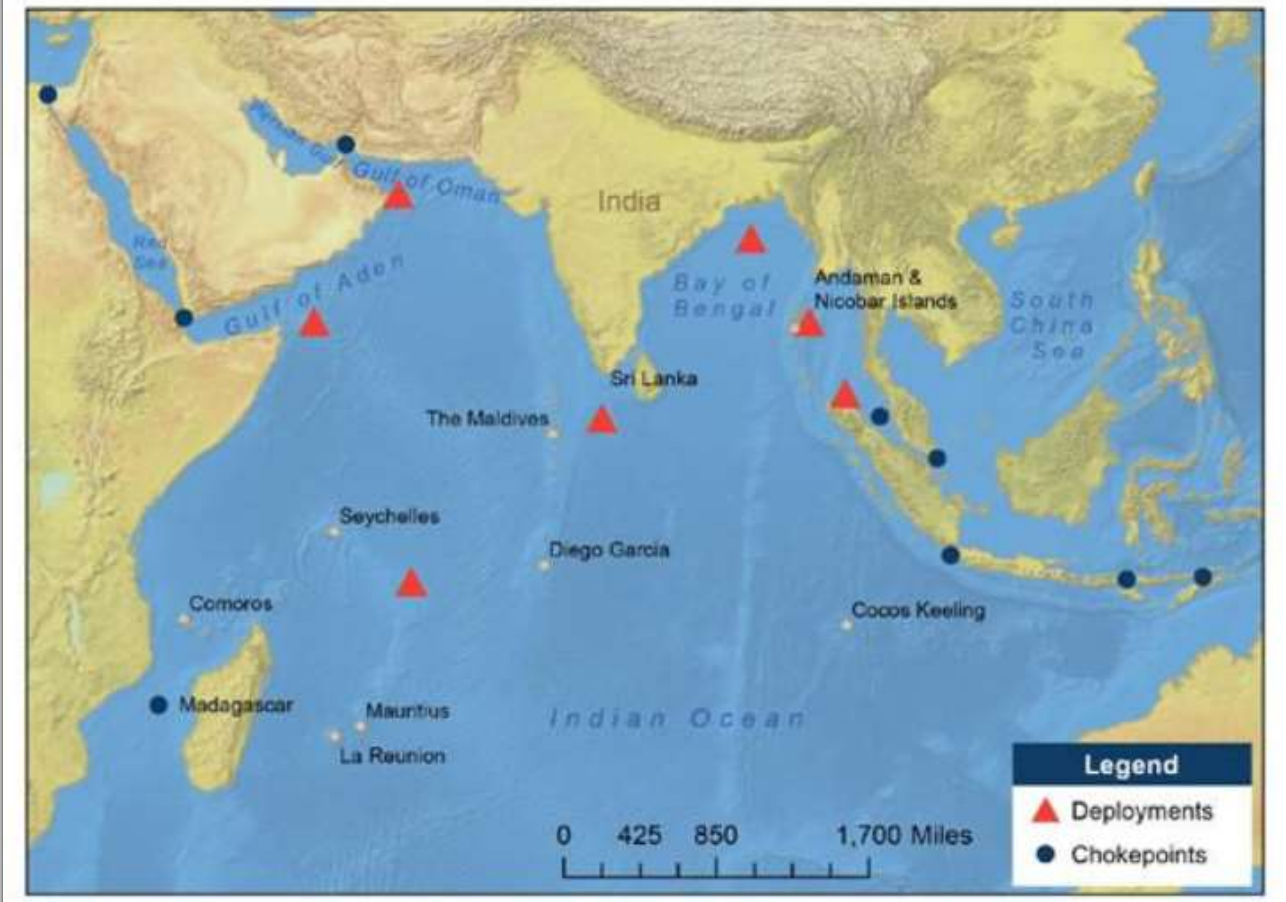 Persian Gulf
Gulf of Oman
India
Red
Sea
Gulf of Aden
Bay of
Bengal
Andaman &
Nicobar Islands
South
China
Sea
Sri Lanka
The Maldives
Seychelles
Diego Garcia
Comoros
Cocos Keeling
Madagascar
Mauritius
La Reunion
Indian Ocean
0 425 850 1,700 Miles
Legend
Deployments
Chokepoints